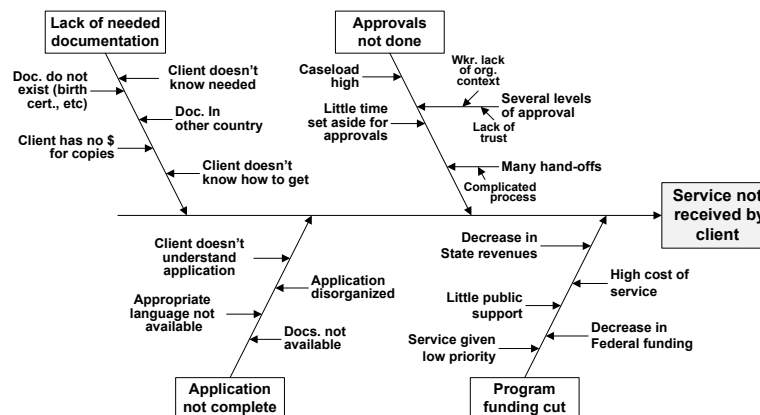 Lack of needed
documentation
Approvals
not done
Doc. do not
exist (birth
cert., etc)
Client doesn't
know needed
Doc. In
other country
Client has no $
for copies
Client doesn't
know how to get
Caseload
high
Wkr. lack
of org.
context
Several levels
of approval
Little time
set aside for
approvals
Lack of
trust
Many hand-offs
Complicated
process
Service not
received by
client
Client doesn't
understand
application
Application
disorganized
Appropriate
language not
available
Docs. not
available
Decrease in
State revenues
High cost of
service
Little public
support
Decrease in
Federal funding
Service given
low priority
Application
not complete
Program
funding cut